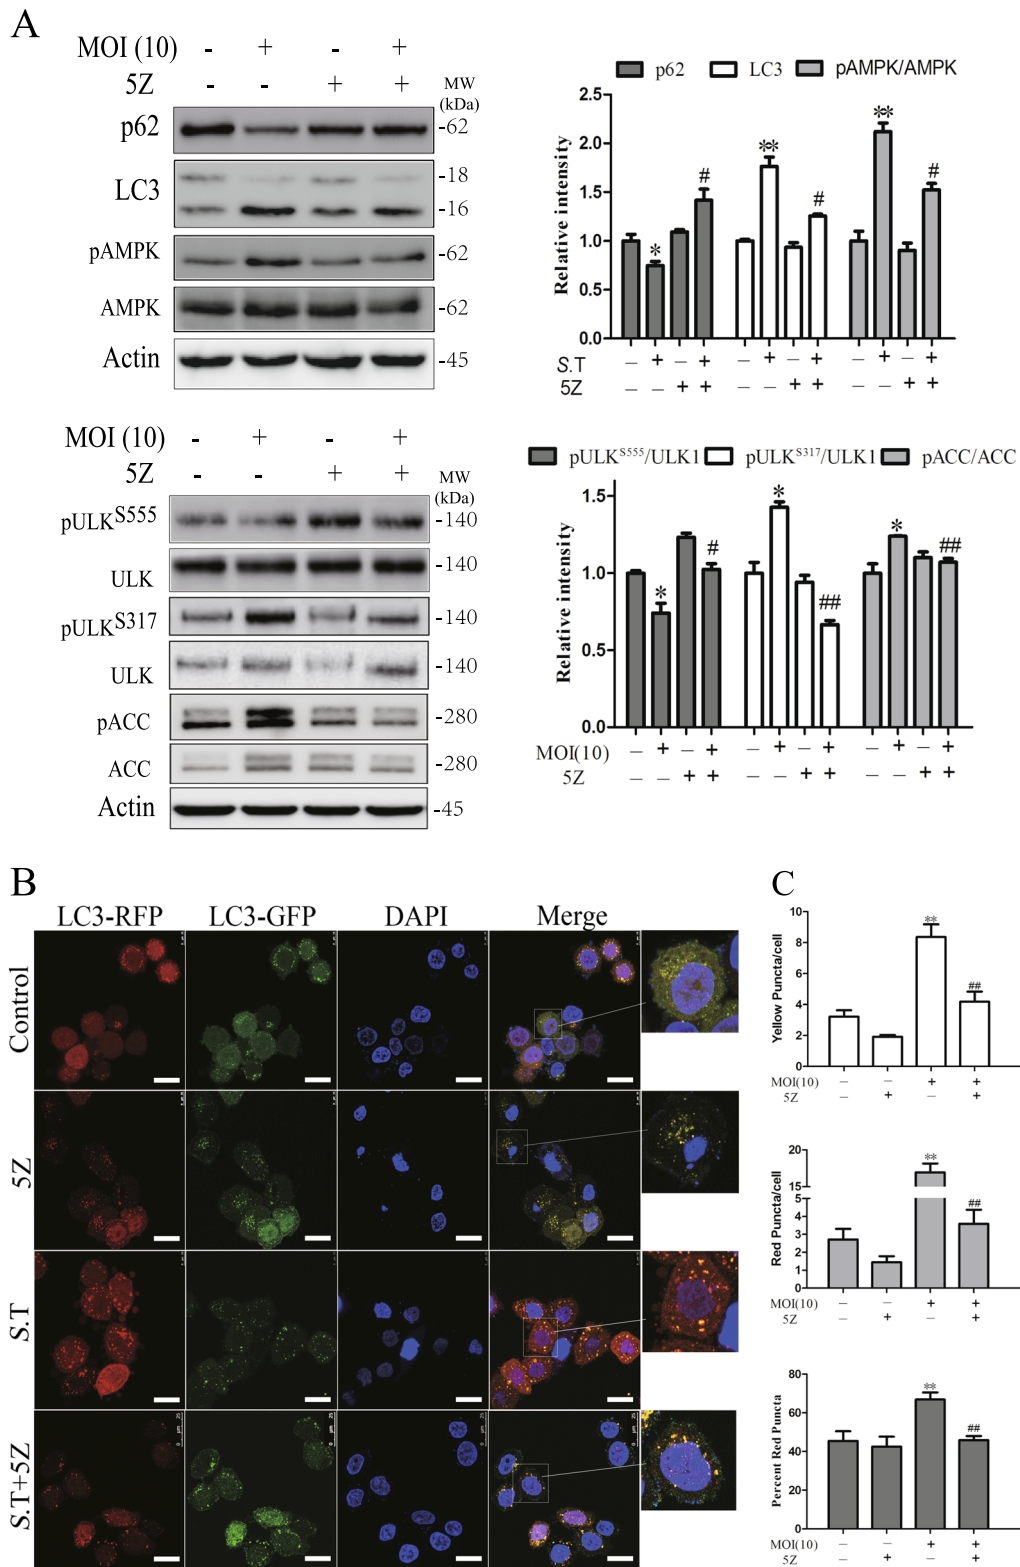 A
MOI (10) - + - +
5Z - - + +
MW
(kDa)
p62 -62
LC3 -18
-16
pAMPK -62
AMPK -62
Actin -45
p62 LC3 pAMPK/AMPK
Relative intensity
2.5
2.0
1.5
1.0
0.5
0.0
* # ** # ** #
S.T – + – + – + – + – + – +
5Z – – + + – – + + – – + +
MOI (10) - + - +
5Z - - + +
MW
(kDa)
pULKS555 -140
ULK -140
pULKS317 -140
ULK -140
pACC -280
ACC -280
Actin -45
pULKS555/ULK1 pULKS317/ULK1 pACC/ACC
Relative intensity
1.5
1.0
0.5
0.0
* # * ## * ##
MOI(10) – + – + – + – + – + – +
5Z – – + + – – + + – – + +
B
LC3-RFP LC3-GFP DAPI Merge
Control
5Z
S.T
S.T+5Z
0 µm 25
C
Yellow Puncta/cell
10
8
6
4
2
0
** ##
MOI(10) – – + +
5Z – + – +
Red Puncta/cell
20
15
10
5
4
3
2
1
0
** ##
MOI(10) – – + +
5Z – + – +
Percent Red Puncta
80
60
40
20
0
** ##
MOI(10) – – + +
5Z – + – +